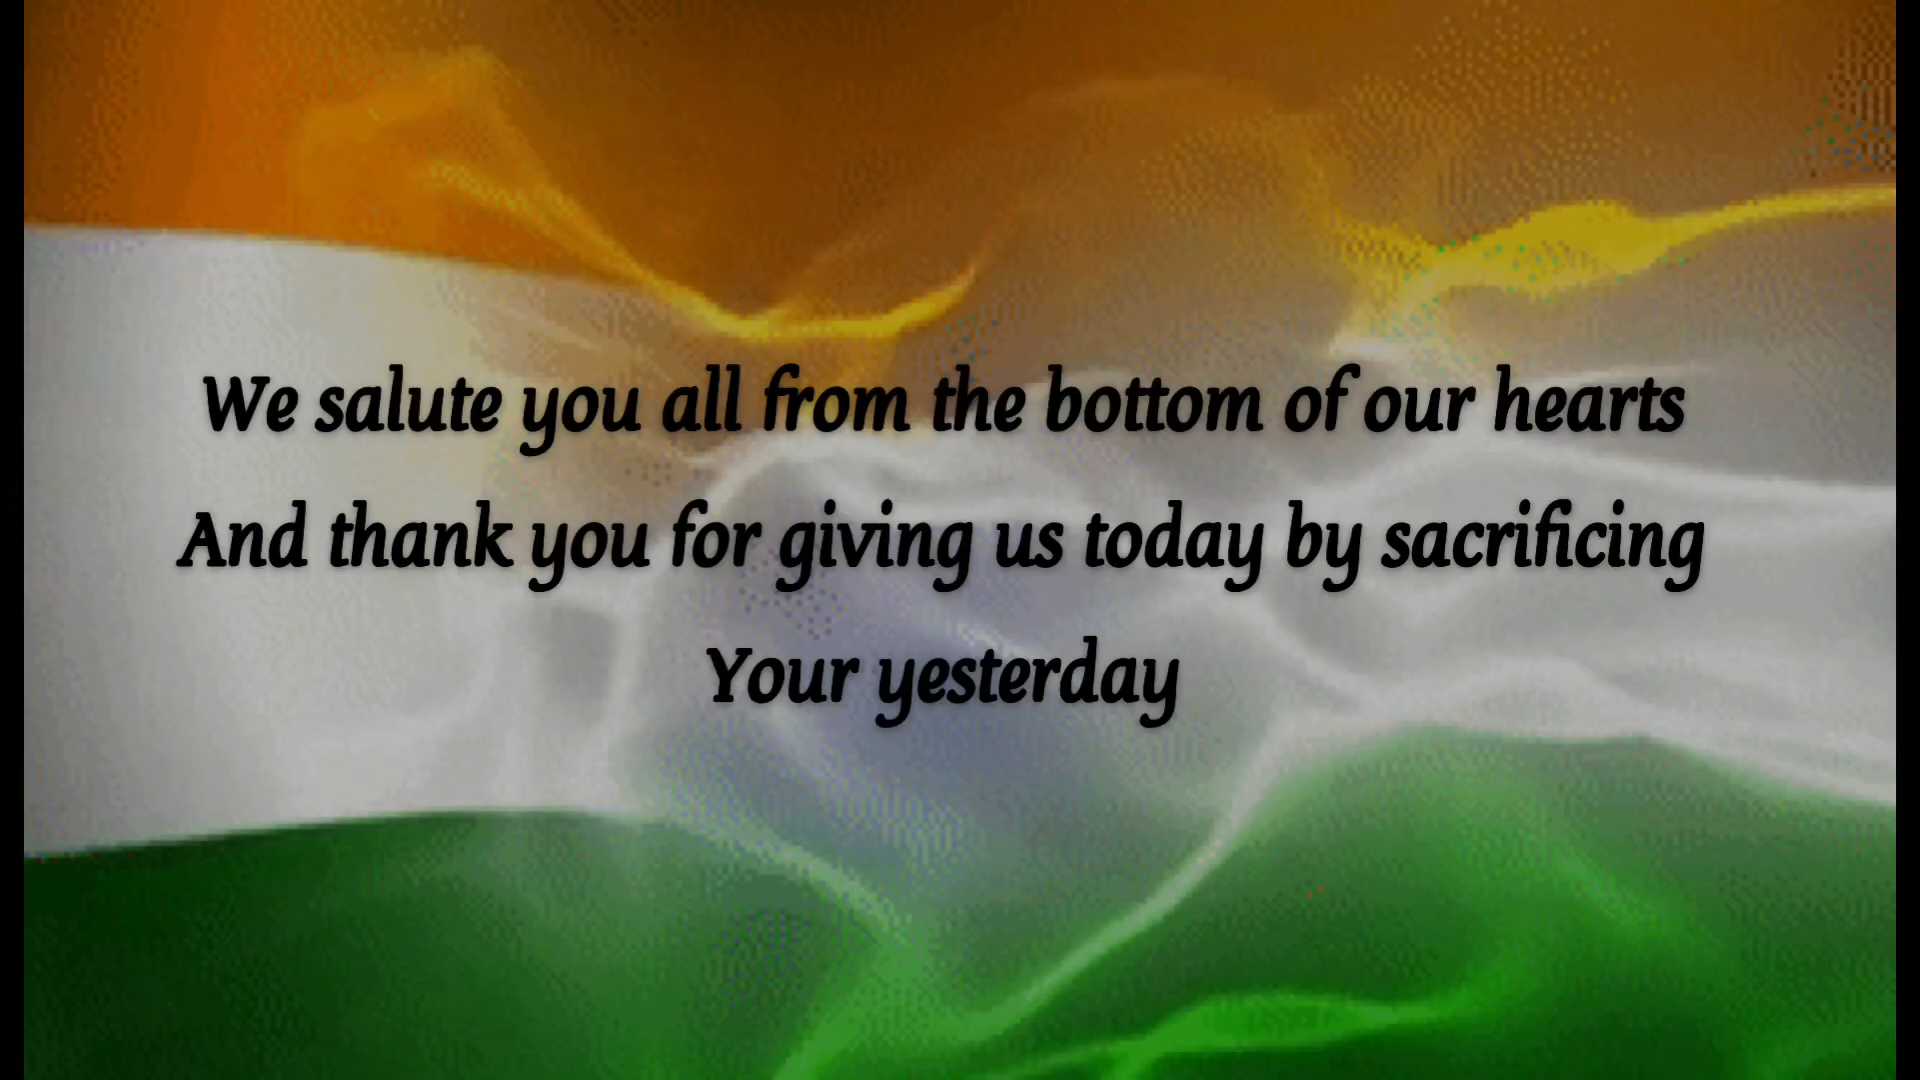 We salute you all from the bottom of our hearts
And thank you for giving us today by sacrificing
Your yesterday